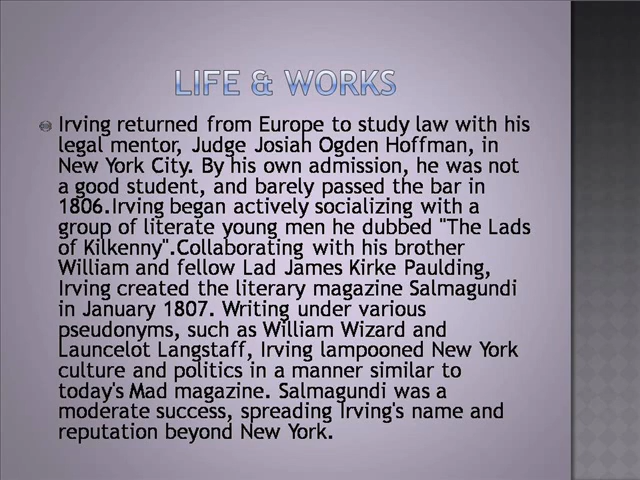 LIFE & WORKS
Irving returned from Europe to study law with his
legal mentor, Judge Josiah Ogden Hoffman, in
New York City. By his own admission, he was not
a good student, and barely passed the bar in
1806.Irving began actively socializing with a
group of literate young men he dubbed "The Lads
of Kilkenny".Collaborating with his brother
William and fellow Lad James Kirke Paulding,
Irving created the literary magazine Salmagundi
in January 1807. Writing under various
pseudonyms, such as William Wizard and
Launcelot Langstaff, Irving lampooned New York
culture and politics in a manner similar to
today's Mad magazine. Salmagundi was a
moderate success, spreading Irving's name and
reputation beyond New York.